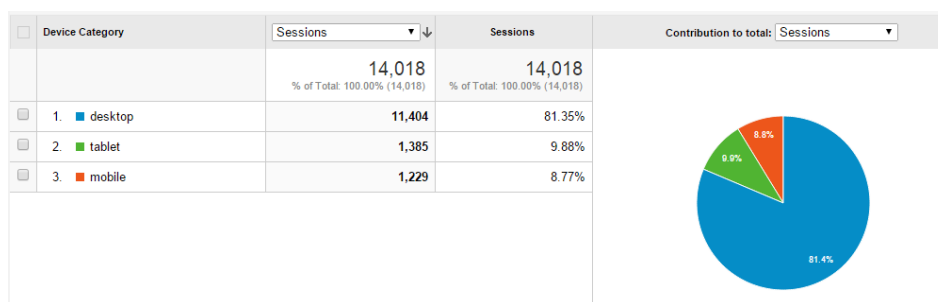 Device Category Sessions Sessions Contribution to total: Sessions
14,018 14,018
% of Total: 100.00% (14,018) % of Total: 100.00% (14,018)
1. desktop 11,404 81.35%
2. tablet 1,385 9.88%
3. mobile 1,229 8.77%
8.8%
9.9%
81.4%